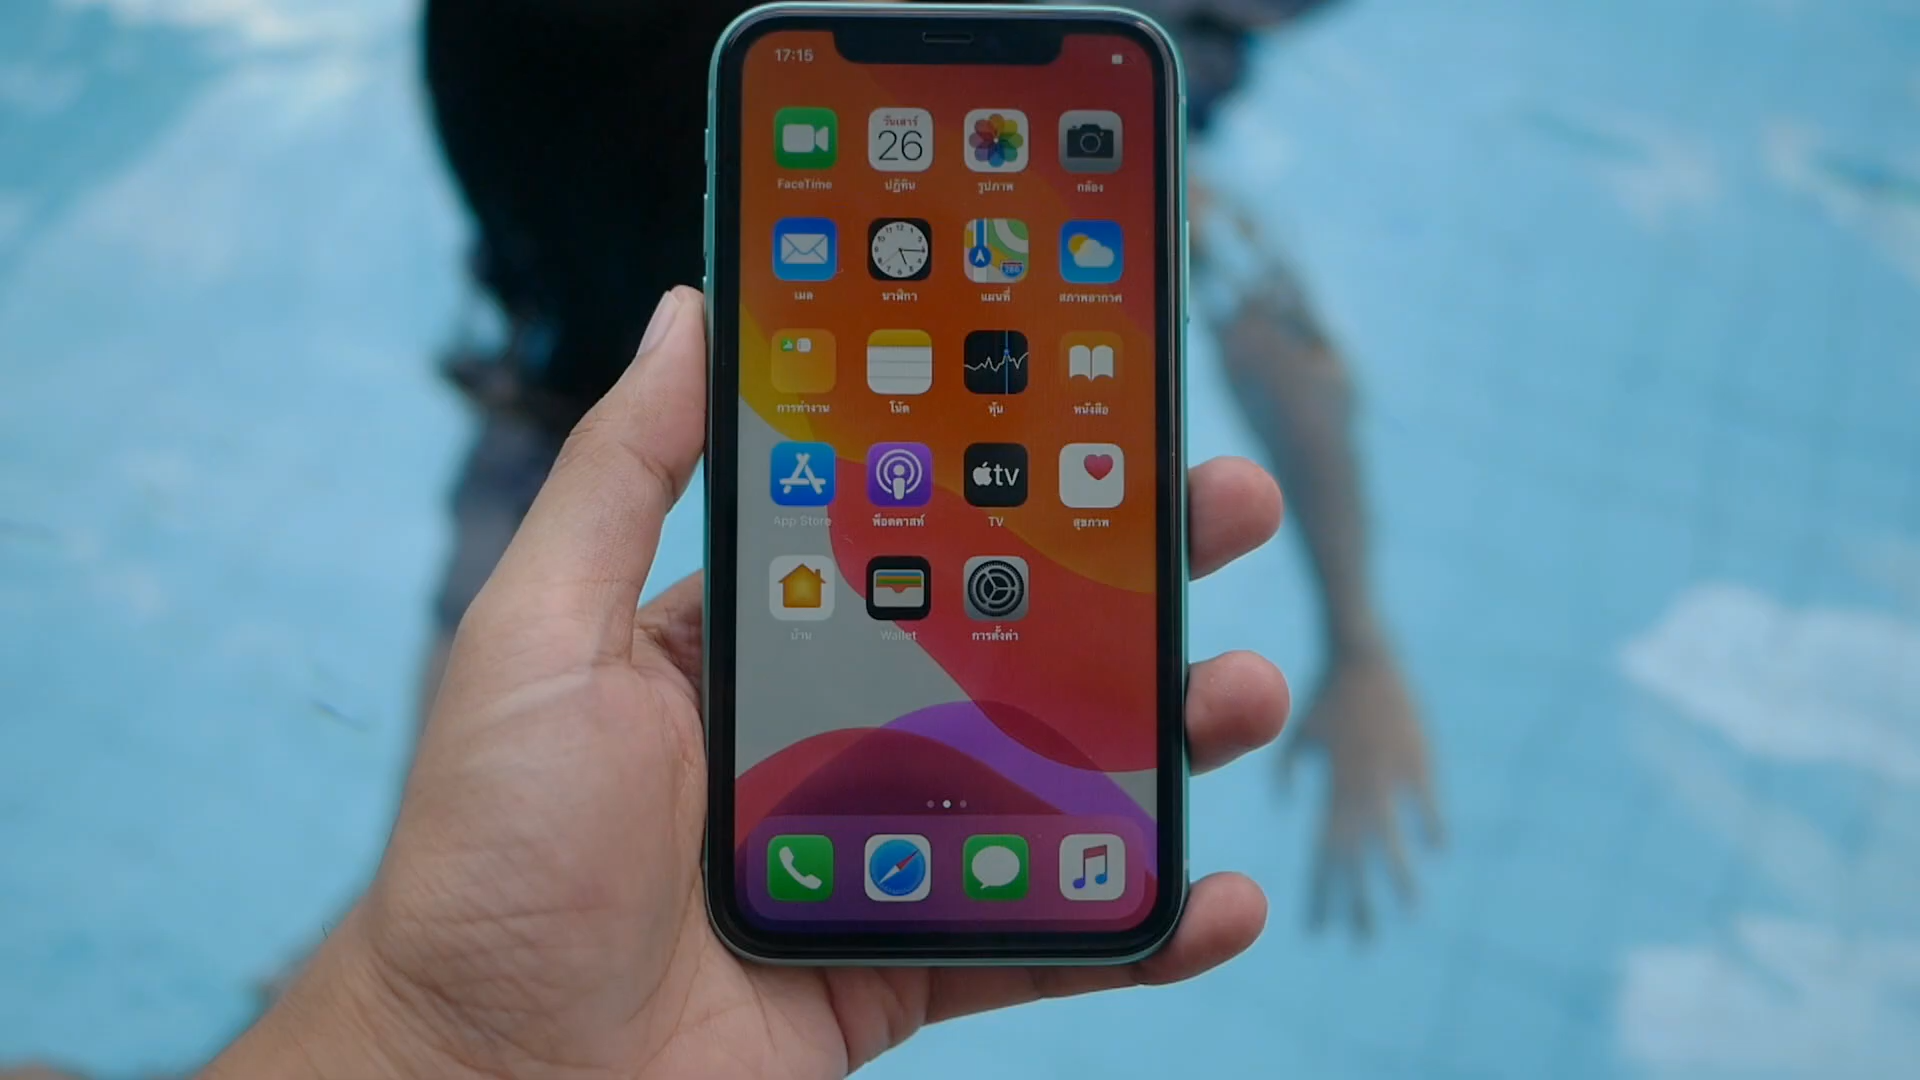 17:15
วันเสาร์
26
FaceTime
ปฏิทิน
รูปภาพ
กล้อง
เมล
นาฬิกา
แผนที่
สภาพอากาศ
280
การทำงาน
โน้ต
หุ้น
หนังสือ
tv
App Store
พ็อดคาสท์
TV
สุขภาพ
บ้าน
Wallet
การตั้งค่า